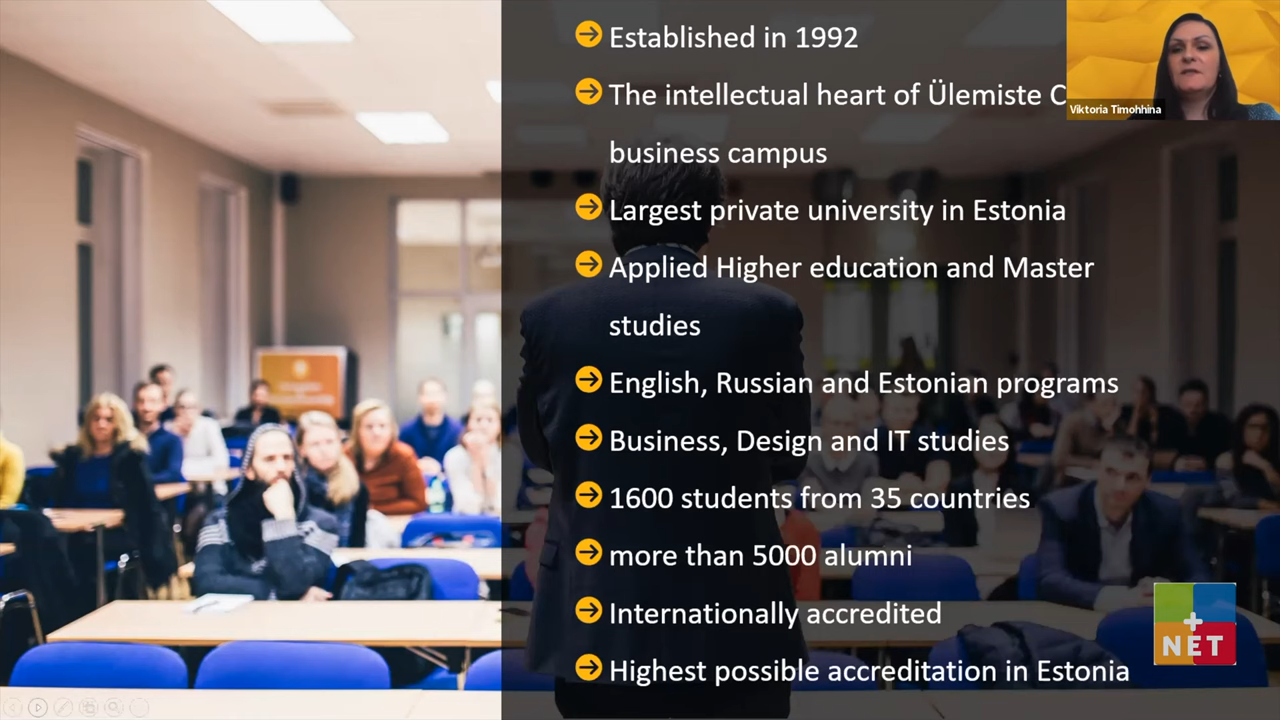 Established in 1992
The intellectual heart of Ülemiste C
business campus
Largest private university in Estonia
Applied Higher education and Master
studies
English, Russian and Estonian programs
Business, Design and IT studies
1600 students from 35 countries
more than 5000 alumni
Internationally accredited
Highest possible accreditation in Estonia
Viktoria Timohhina
+
NET